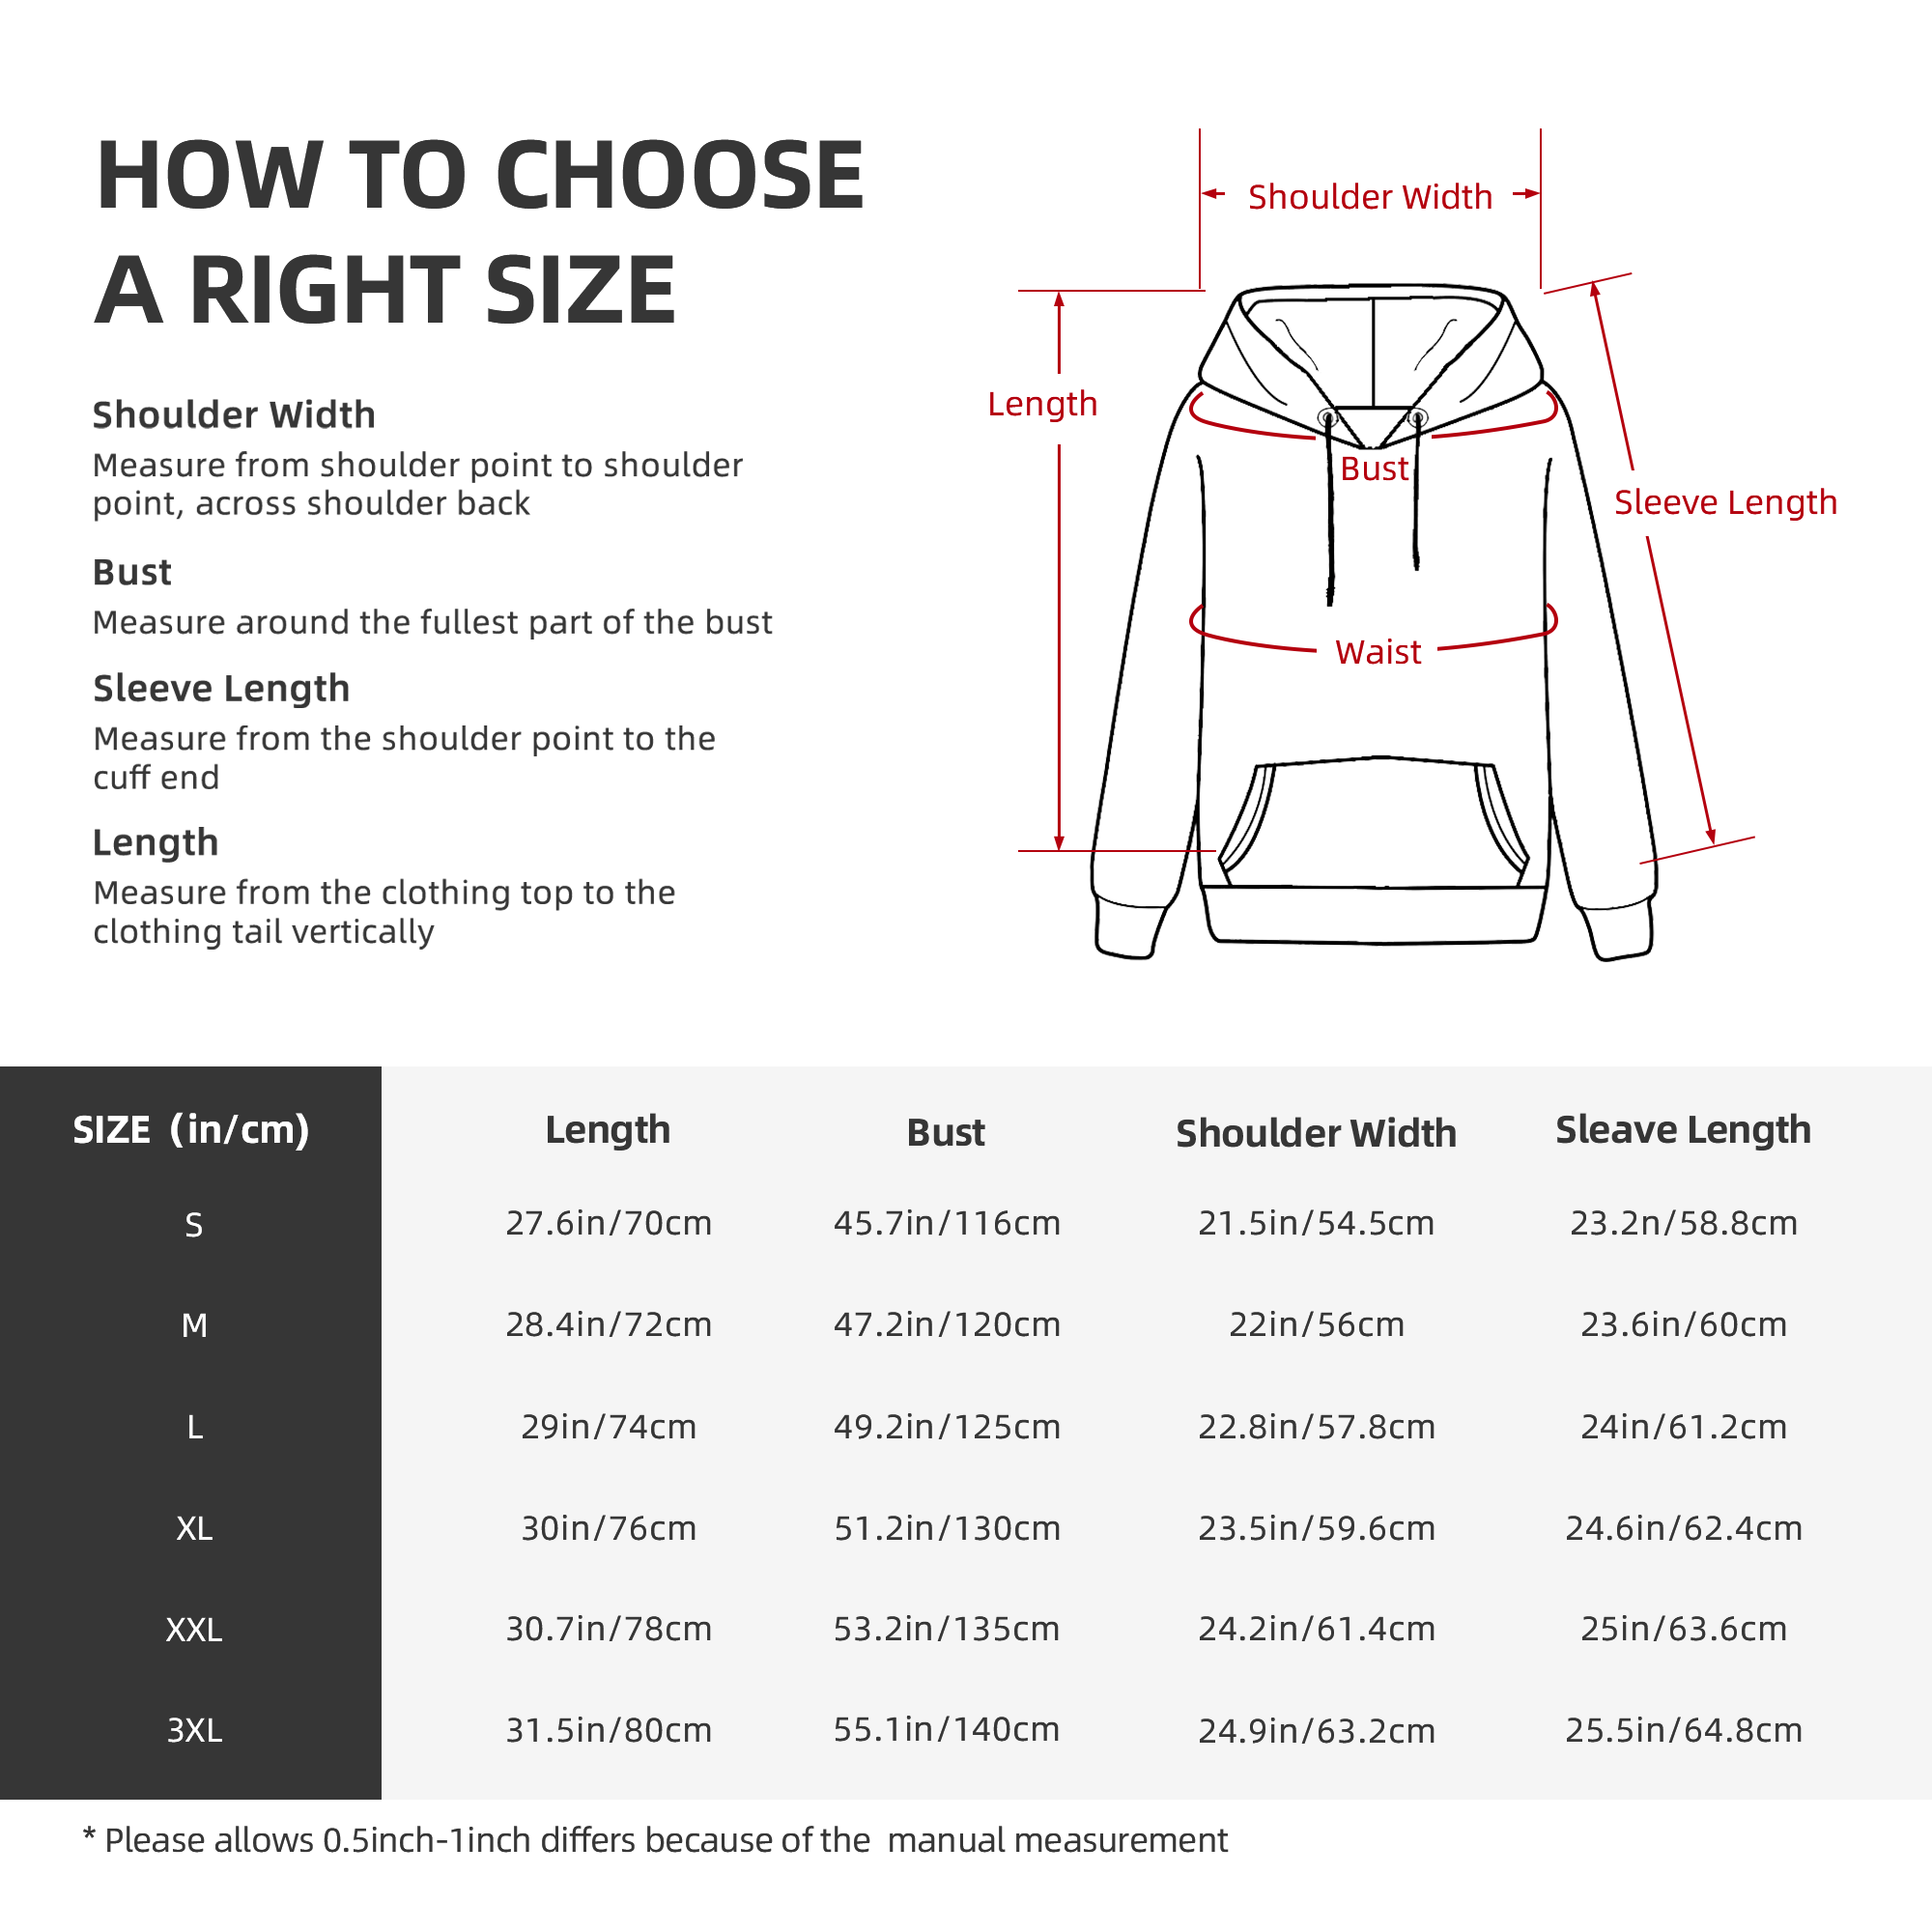 HOW TO CHOOSE
A RIGHT SIZE
Shoulder Width
Measure from shoulder point to shoulder
point, across shoulder back
Bust
Measure around the fullest part of the bust
Sleeve Length
Measure from the shoulder point to the
cuff end
Length
Measure from the clothing top to the
clothing tail vertically
Shoulder Width
Length
Bust
Sleeve Length
Waist
SIZE (in/cm) Length Bust Shoulder Width Sleave Length
S 27.6in/70cm 45.7in/116cm 21.5in/54.5cm 23.2n/58.8cm
M 28.4in/72cm 47.2in/120cm 22in/56cm 23.6in/60cm
L 29in/74cm 49.2in/125cm 22.8in/57.8cm 24in/61.2cm
XL 30in/76cm 51.2in/130cm 23.5in/59.6cm 24.6in/62.4cm
XXL 30.7in/78cm 53.2in/135cm 24.2in/61.4cm 25in/63.6cm
3XL 31.5in/80cm 55.1in/140cm 24.9in/63.2cm 25.5in/64.8cm
* Please allows 0.5inch-1inch differs because of the manual measurement